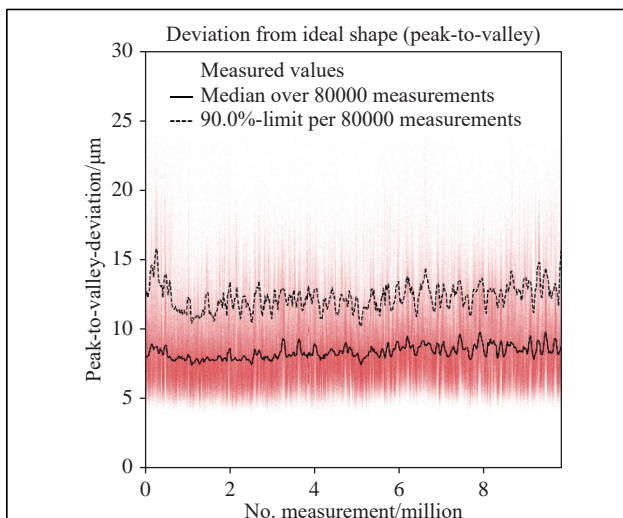 Deviation from ideal shape (peak-to-valley)
30
Measured values
Median over 80000 measurements
90.0%-limit per 80000 measurements
25
20
15
10
5
0
Peak-to-valley-deviation/μm
0 2 4 6 8
No. measurement/million